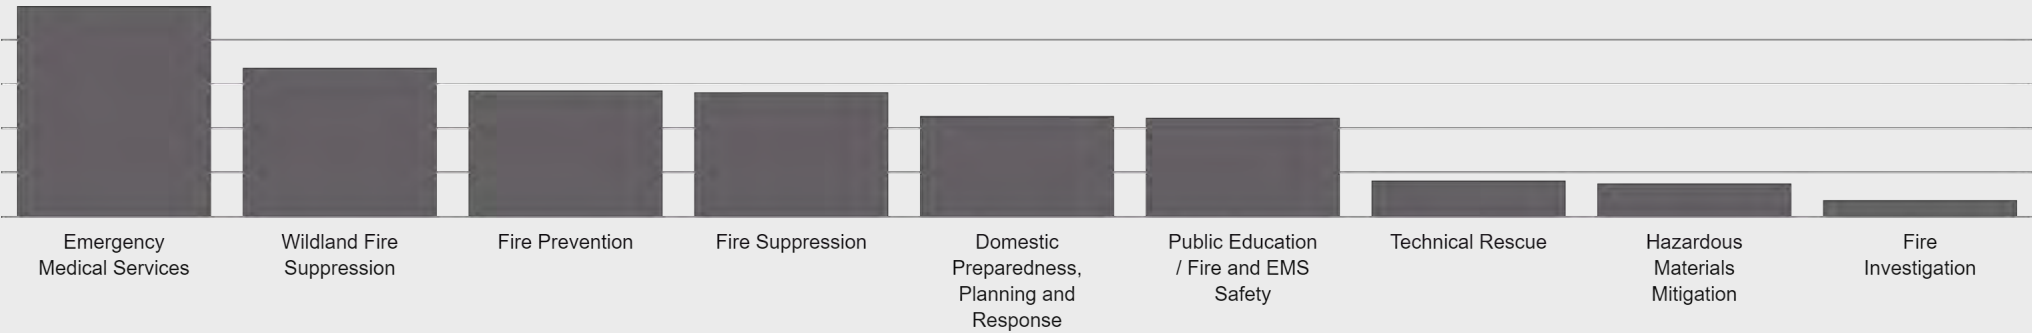 Emergency
Medical Services
Wildland Fire
Suppression
Fire Prevention
Fire Suppression
Domestic
Preparedness,
Planning and
Response
Public Education
/ Fire and EMS
Safety
Technical Rescue
Hazardous
Materials
Mitigation
Fire
Investigation